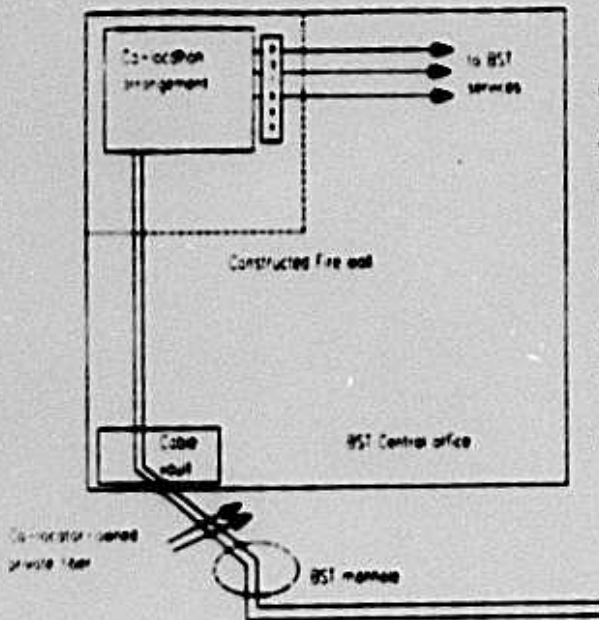 Co-location
arrangement
to BST
services
Constructed Fire wall
Cable
vault
BST Central office
Co-locator-owned
private fiber
BST manhole